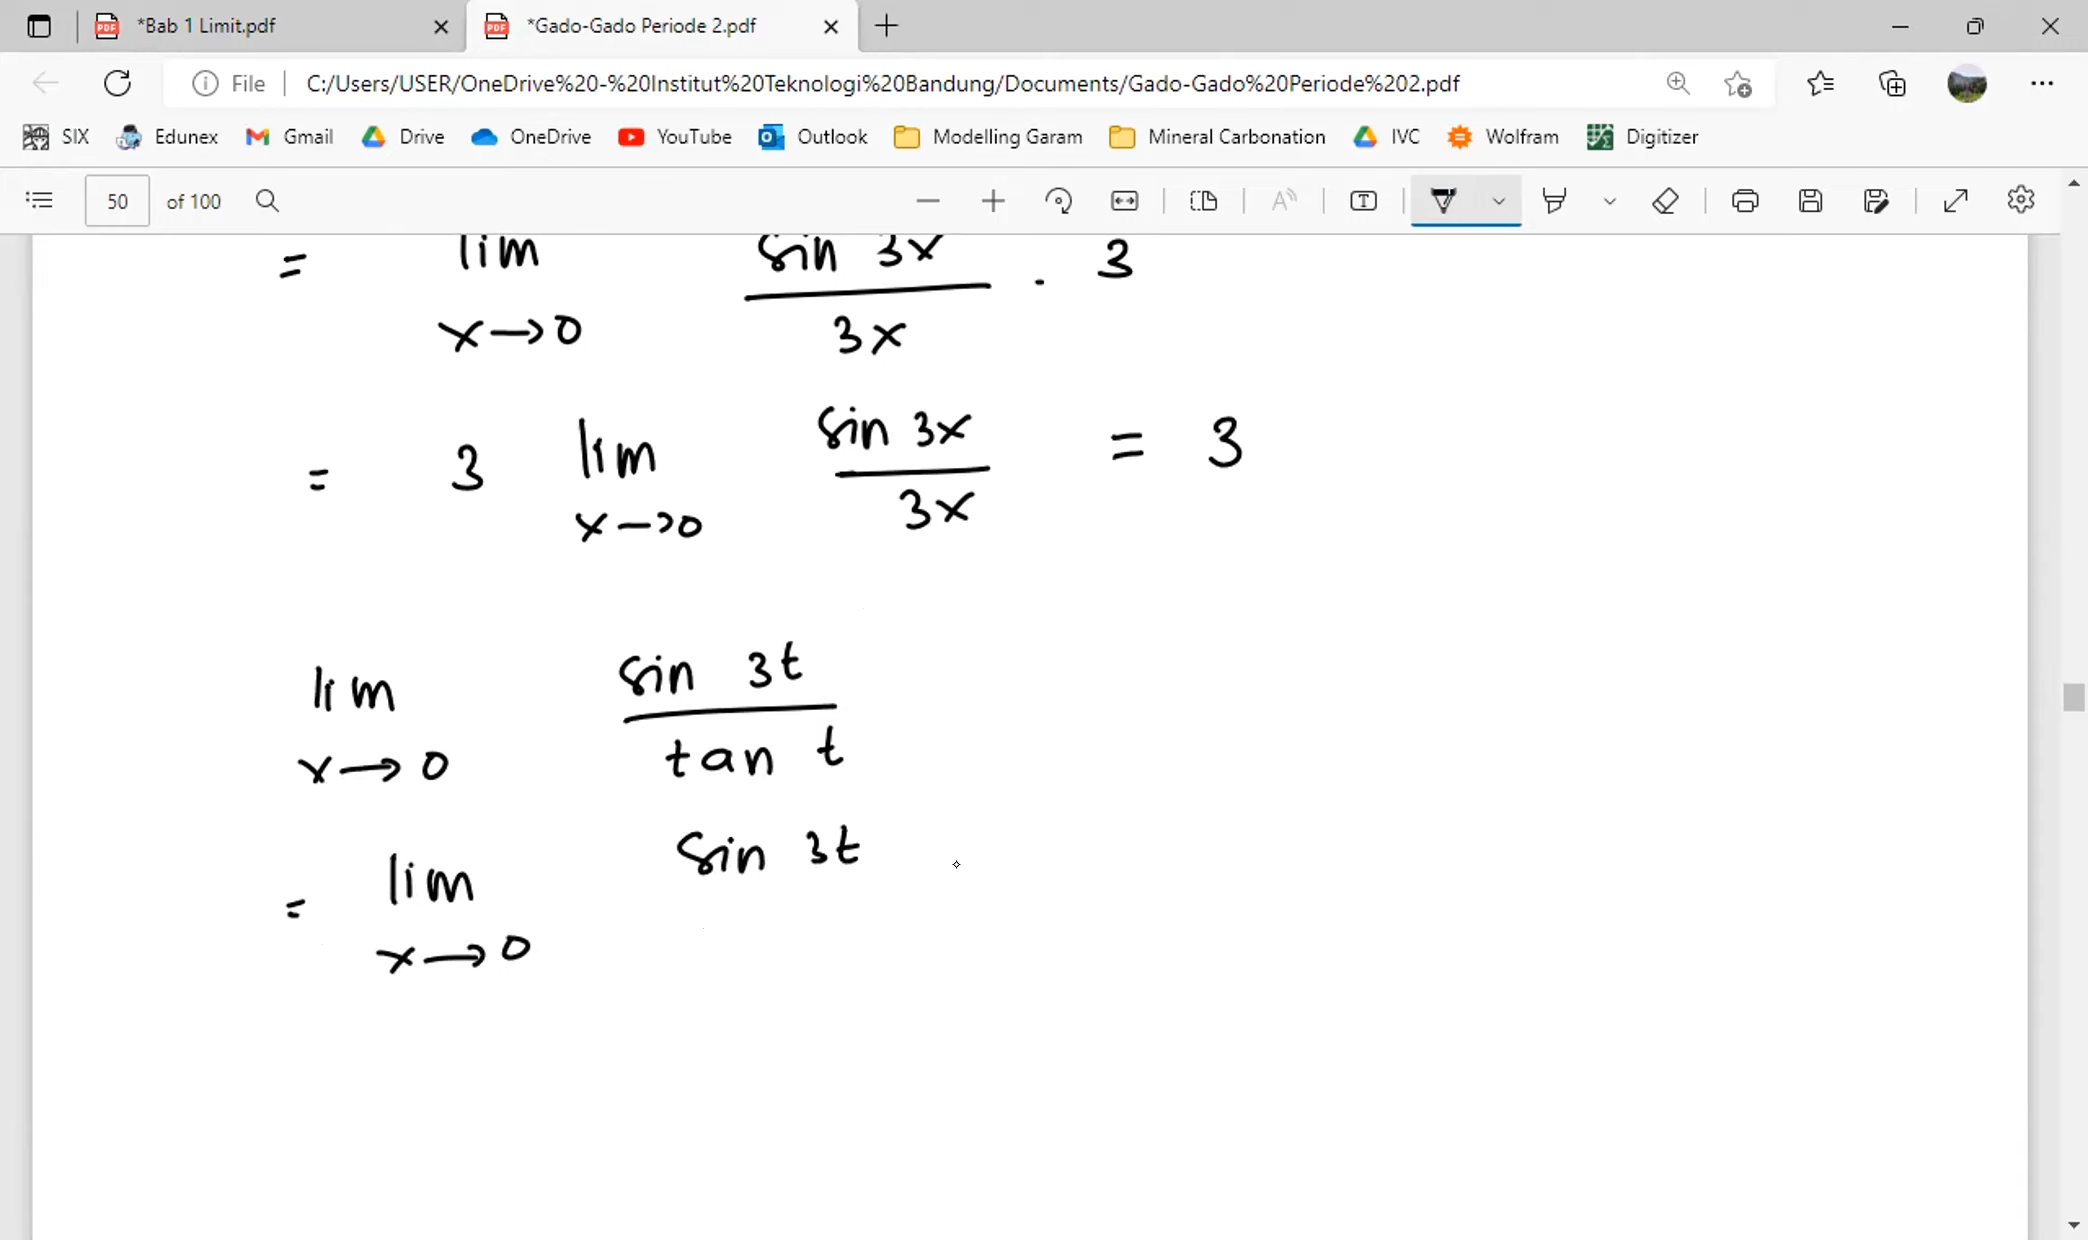 *Bab 1 Limit.pdf
*Gado-Gado Periode 2.pdf
File
C:/Users/USER/OneDrive%20-%20Institut%20Teknologi%20Bandung/Documents/Gado-Gado%20Periode%202.pdf
SIX Edunex Gmail Drive OneDrive YouTube Outlook Modelling Garam Mineral Carbonation IVC Wolfram Digitizer
50 of 100
= lim sin 3x . 3
x→0 3x
= 3 lim sin 3x = 3
x→0 3x
lim sin 3t
x→0 tan t
= lim sin 3t
x→0